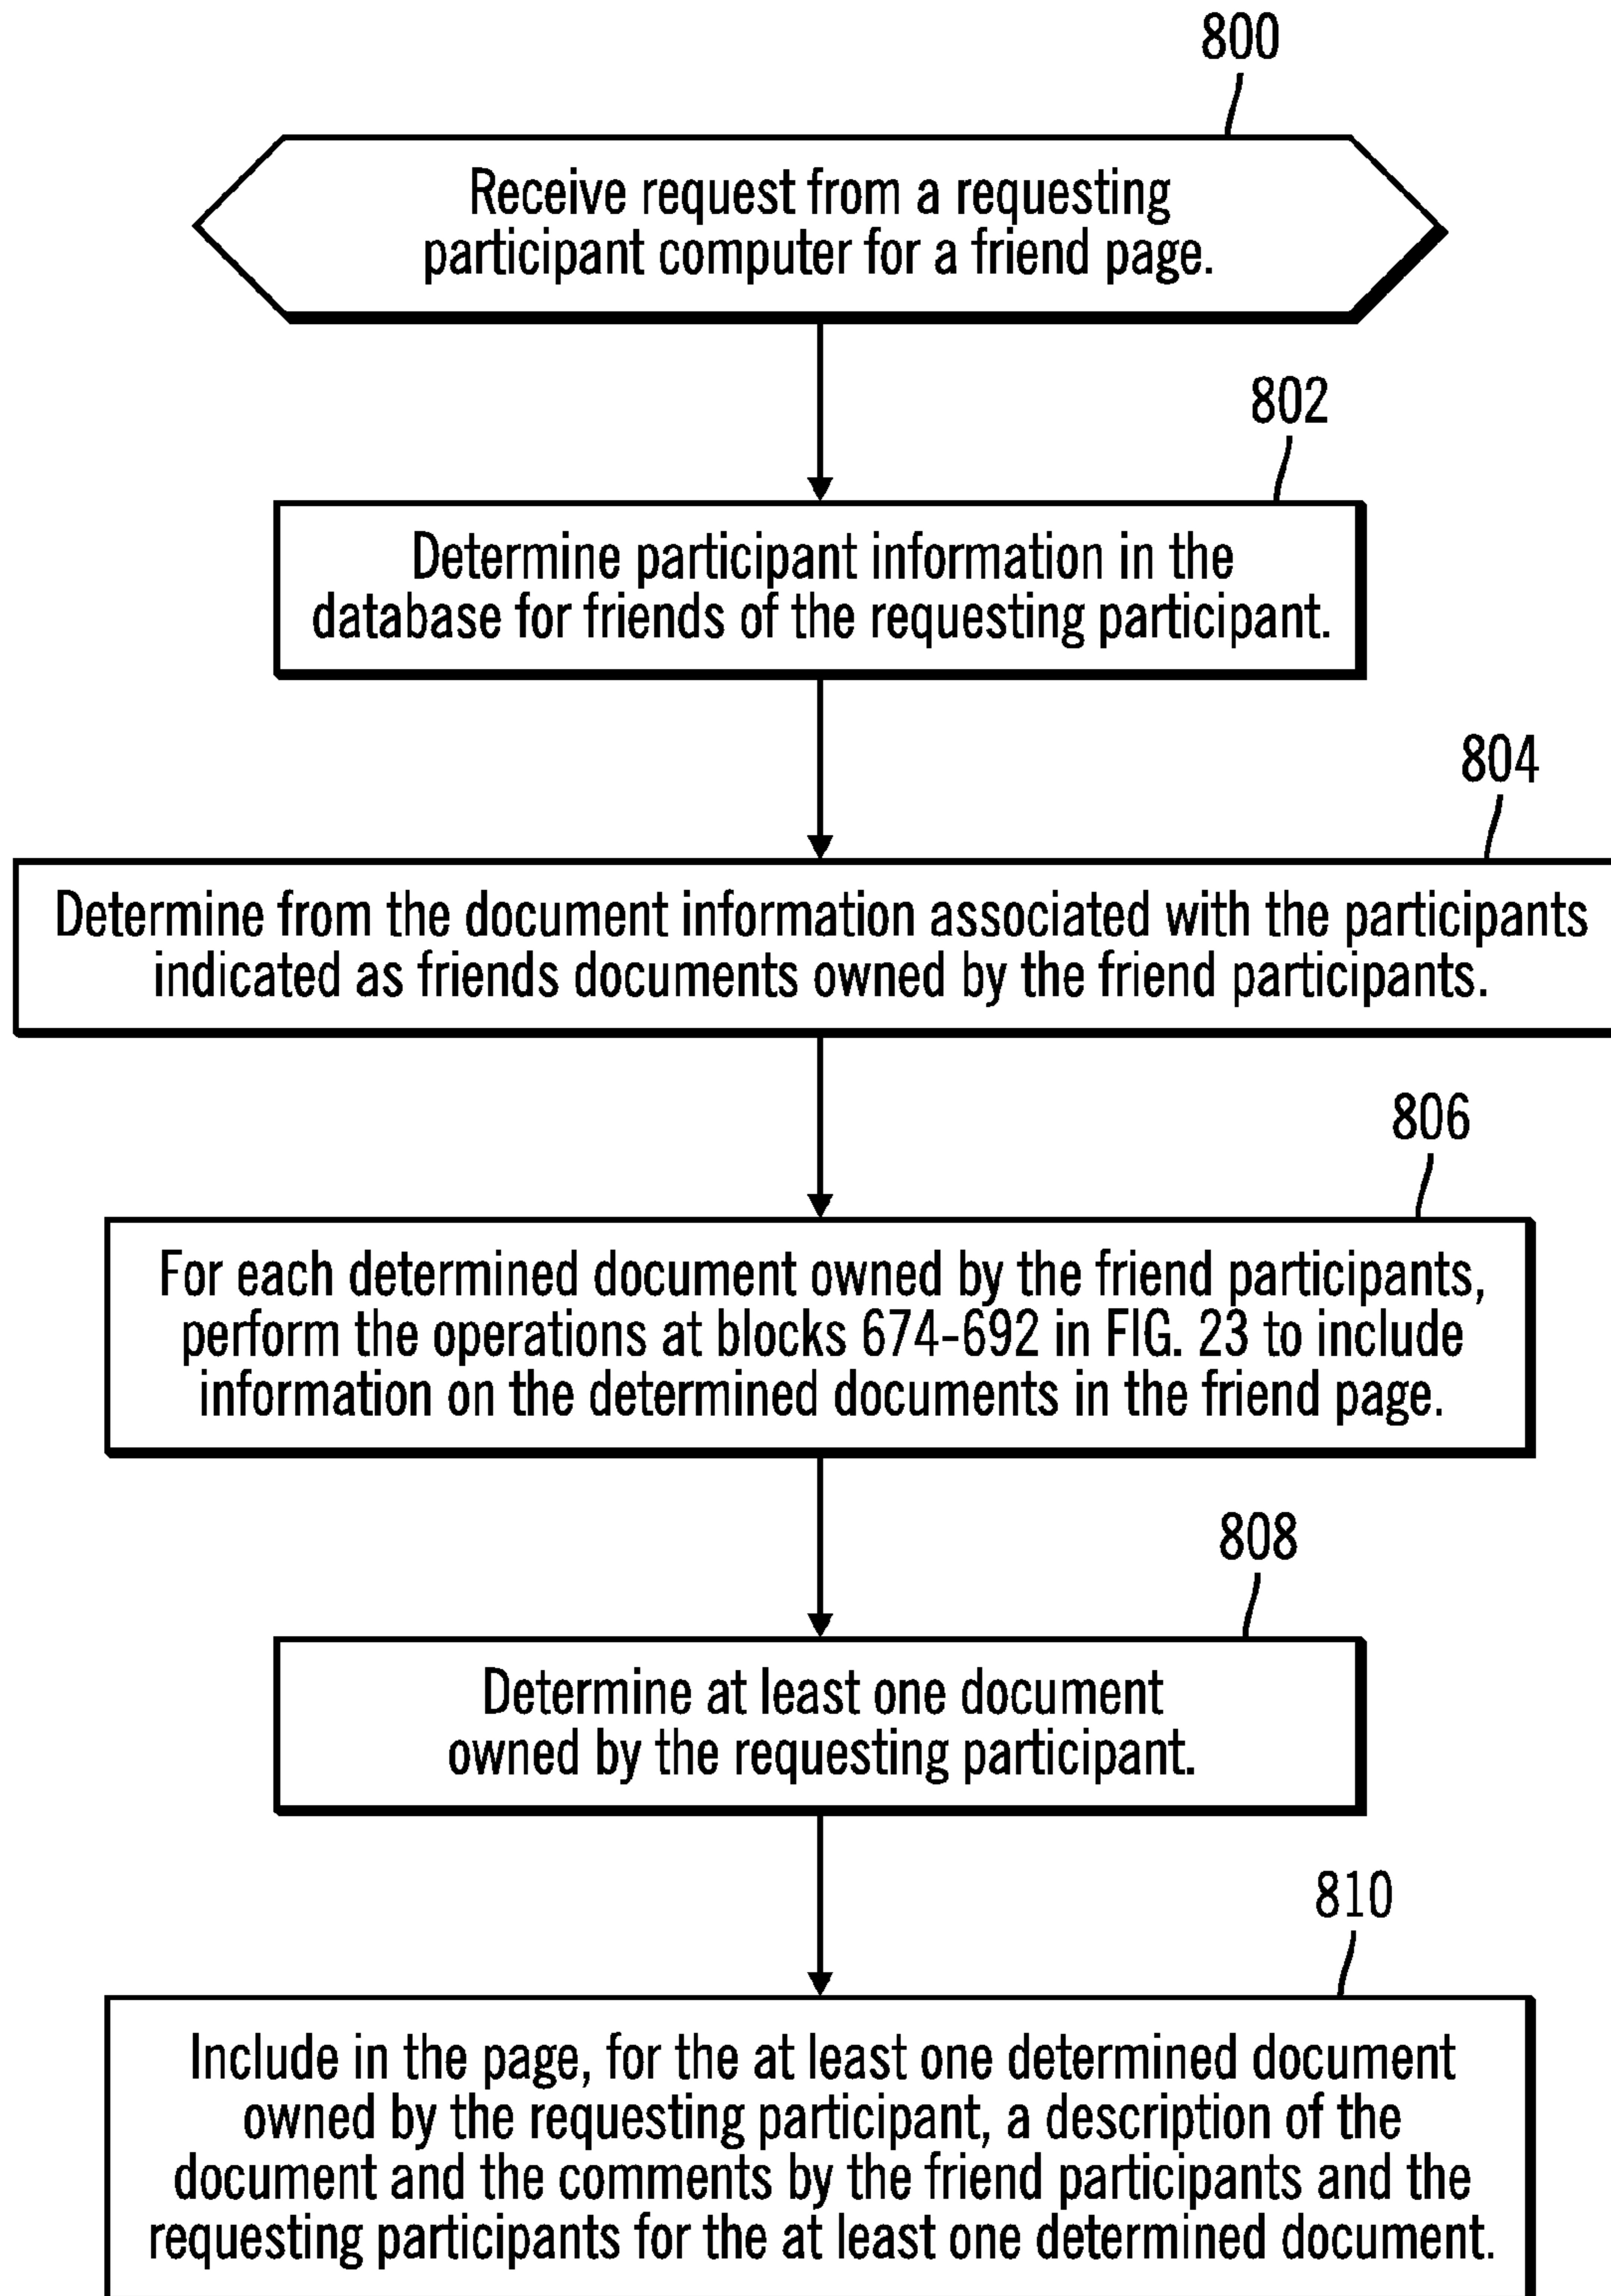 800
Receive request from a requesting
participant computer for a friend page.
802
Determine participant information in the
database for friends of the requesting participant.
804
Determine from the document information associated with the participants
indicated as friends documents owned by the friend participants.
806
For each determined document owned by the friend participants,
perform the operations at blocks 674-692 in FIG. 23 to include
information on the determined documents in the friend page.
808
Determine at least one document
owned by the requesting participant.
810
Include in the page, for the at least one determined document
owned by the requesting participant, a description of the
document and the comments by the friend participants and the
requesting participants for the at least one determined document.